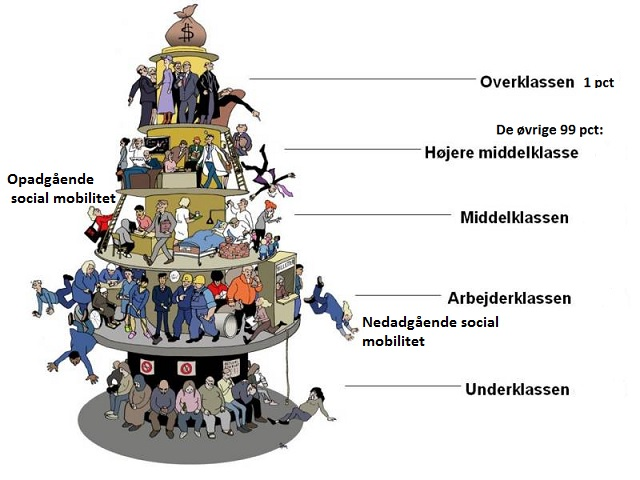 $
Overklassen 1 pct
De øvrige 99 pct:
Højere middelklasse
Opadgående
social mobilitet
Middelklassen
Arbejderklassen
Nedadgående social
mobilitet
Underklassen